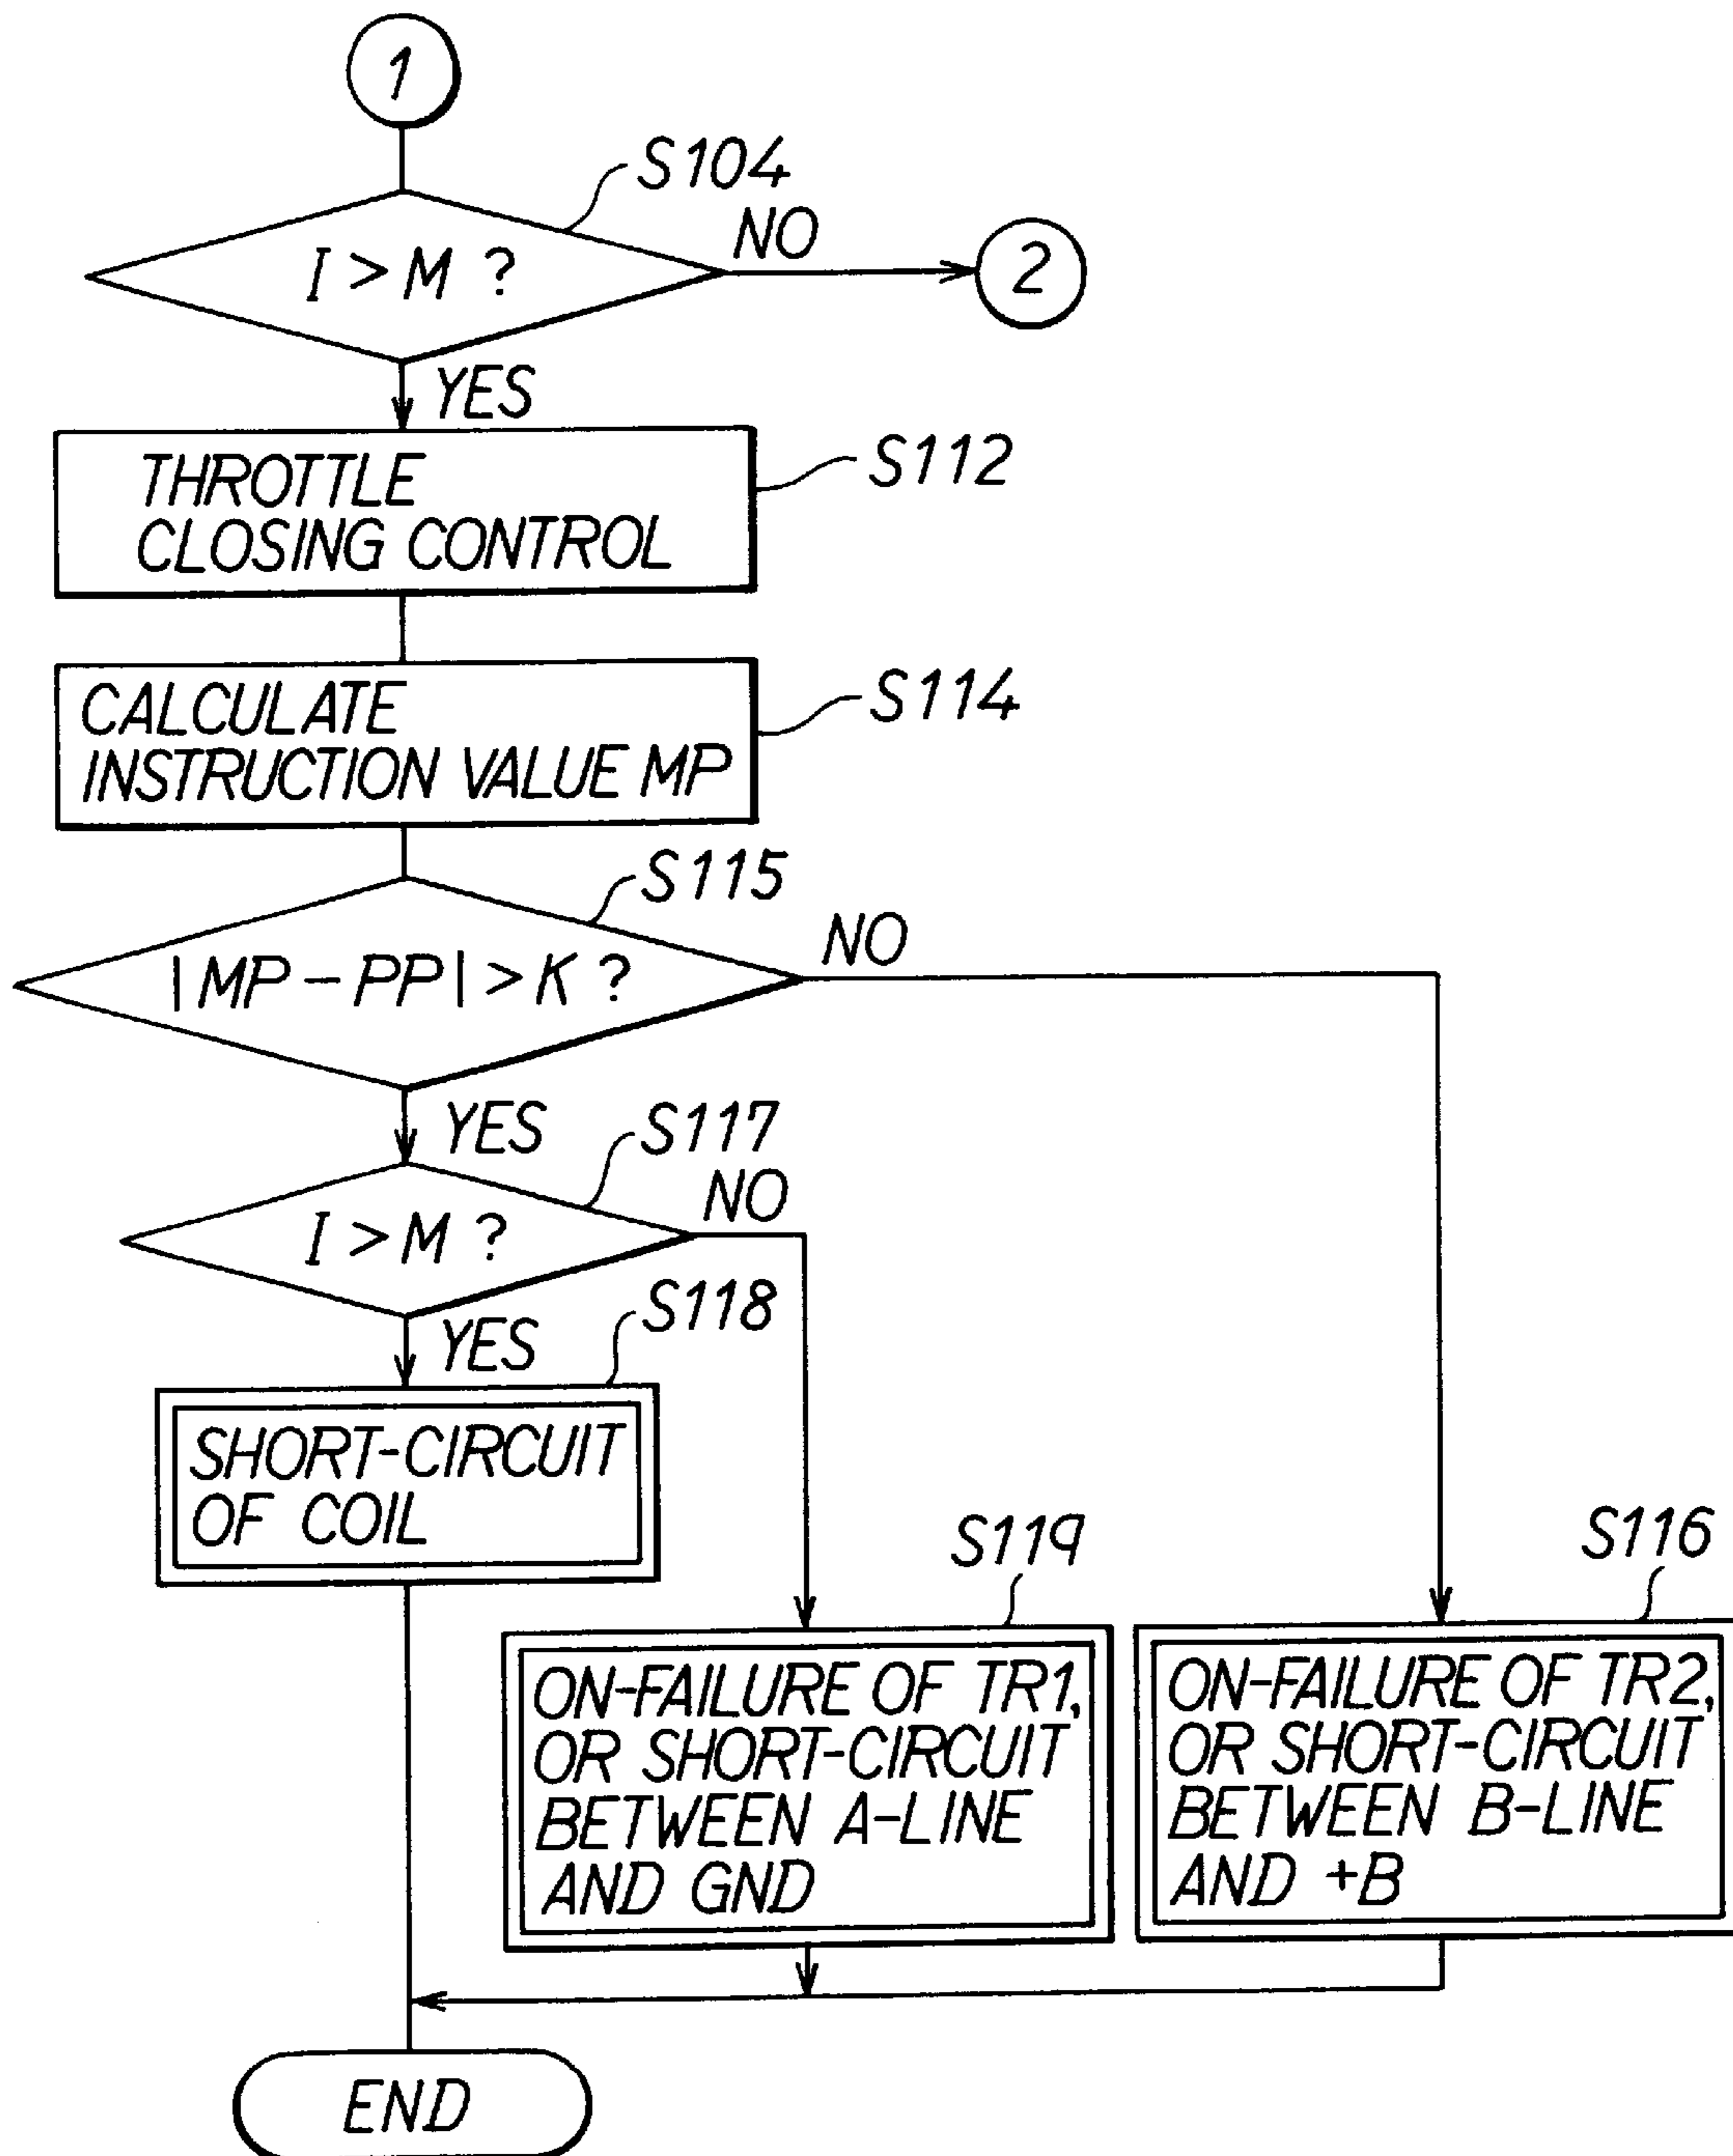 1
S104
I > M ?
NO
2
YES
THROTTLE
CLOSING CONTROL
S112
CALCULATE
INSTRUCTION VALUE MP
S114
S115
|MP - PP| > K ?
NO
YES
S117
I > M ?
NO
YES
S118
SHORT-CIRCUIT
OF COIL
S119
ON-FAILURE OF TR1,
OR SHORT-CIRCUIT
BETWEEN A-LINE
AND GND
S116
ON-FAILURE OF TR2,
OR SHORT-CIRCUIT
BETWEEN B-LINE
AND +B
END